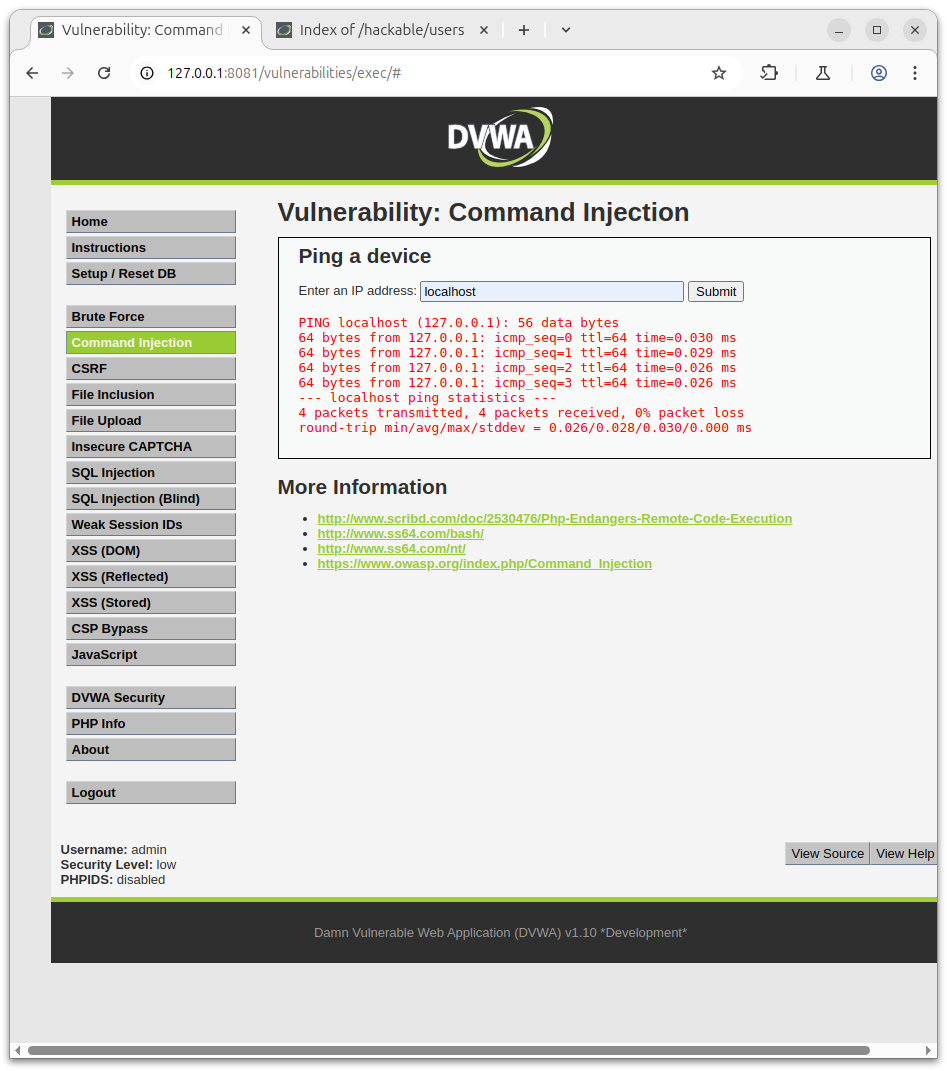 Vulnerability: Command
Index of /hackable/users
127.0.0.1:8081/vulnerabilities/exec/#
DVWA
Home
Instructions
Setup / Reset DB
Brute Force
Command Injection
CSRF
File Inclusion
File Upload
Insecure CAPTCHA
SQL Injection
SQL Injection (Blind)
Weak Session IDs
XSS (DOM)
XSS (Reflected)
XSS (Stored)
CSP Bypass
JavaScript
DVWA Security
PHP Info
About
Logout
Vulnerability: Command Injection
Ping a device
Enter an IP address: localhost Submit
PING localhost (127.0.0.1): 56 data bytes
64 bytes from 127.0.0.1: icmp_seq=0 ttl=64 time=0.030 ms
64 bytes from 127.0.0.1: icmp_seq=1 ttl=64 time=0.029 ms
64 bytes from 127.0.0.1: icmp_seq=2 ttl=64 time=0.026 ms
64 bytes from 127.0.0.1: icmp_seq=3 ttl=64 time=0.026 ms
--- localhost ping statistics ---
4 packets transmitted, 4 packets received, 0% packet loss
round-trip min/avg/max/stddev = 0.026/0.028/0.030/0.000 ms
More Information
http://www.scribd.com/doc/2530476/Php-Endangers-Remote-Code-Execution
http://www.ss64.com/bash/
http://www.ss64.com/nt/
https://www.owasp.org/index.php/Command_Injection
Username: admin
Security Level: low
PHPIDS: disabled
View Source View Help
Damn Vulnerable Web Application (DVWA) v1.10 *Development*